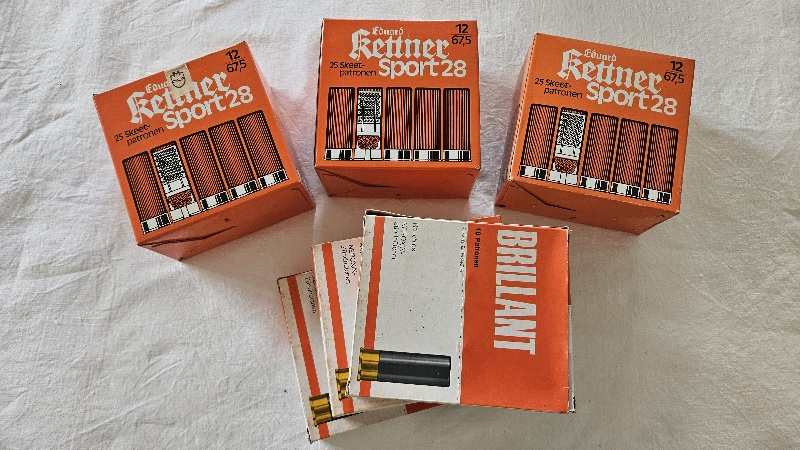 Eduard
Kettner
Sport 28
25 Skeet-
patronen
12
67,5
Eduard
Kettner
Sport 28
25 Skeet-
patronen
12
67,5
Eduard
Kettner
Sport 28
25 Skeet-
patronen
12
67,5
BRILLANT
10 Patronen